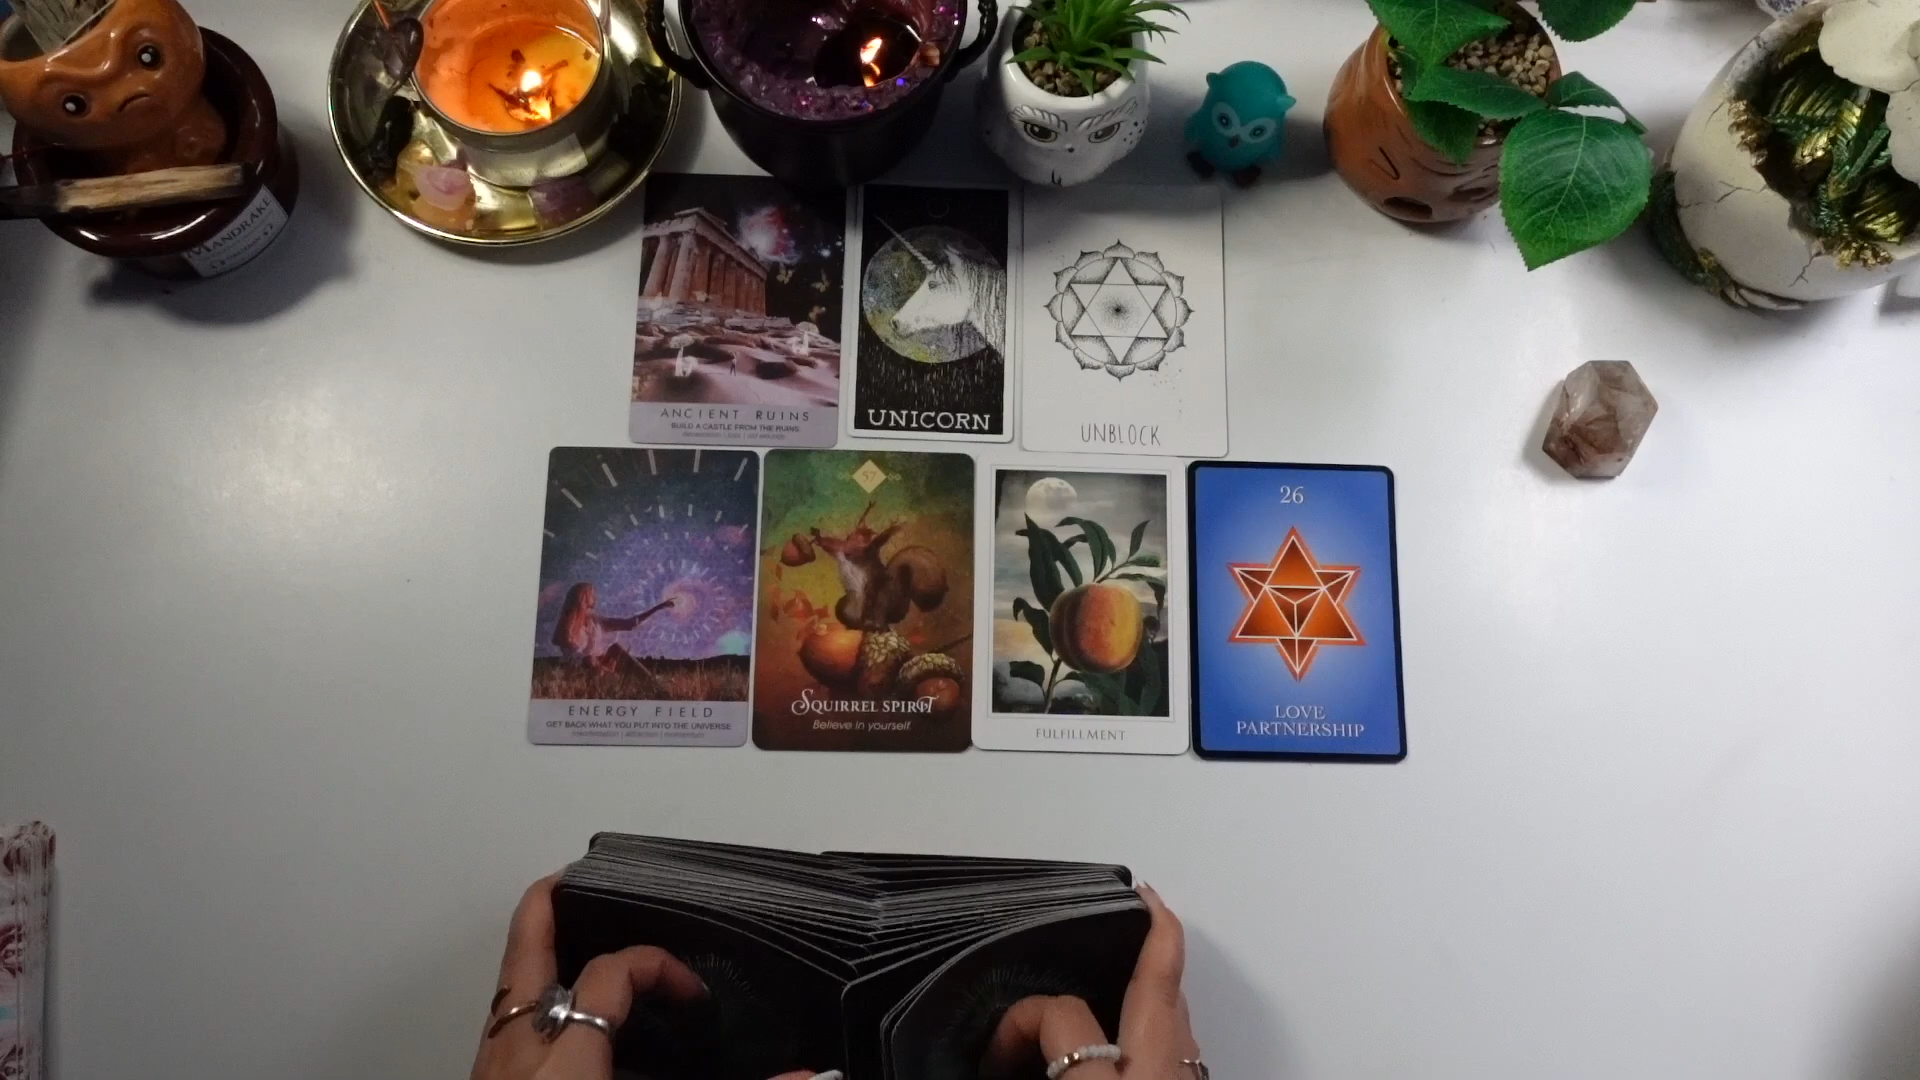 MANDRAKE
ANCIENT RUINS
BUILD A CASTLE FROM THE RUINS
UNICORN
UNBLOCK
ENERGY FIELD
GET BACK WHAT YOU PUT INTO THE UNIVERSE
57
SQUIRREL SPIRIT
Believe in yourself.
FULFILLMENT
26
LOVE
PARTNERSHIP